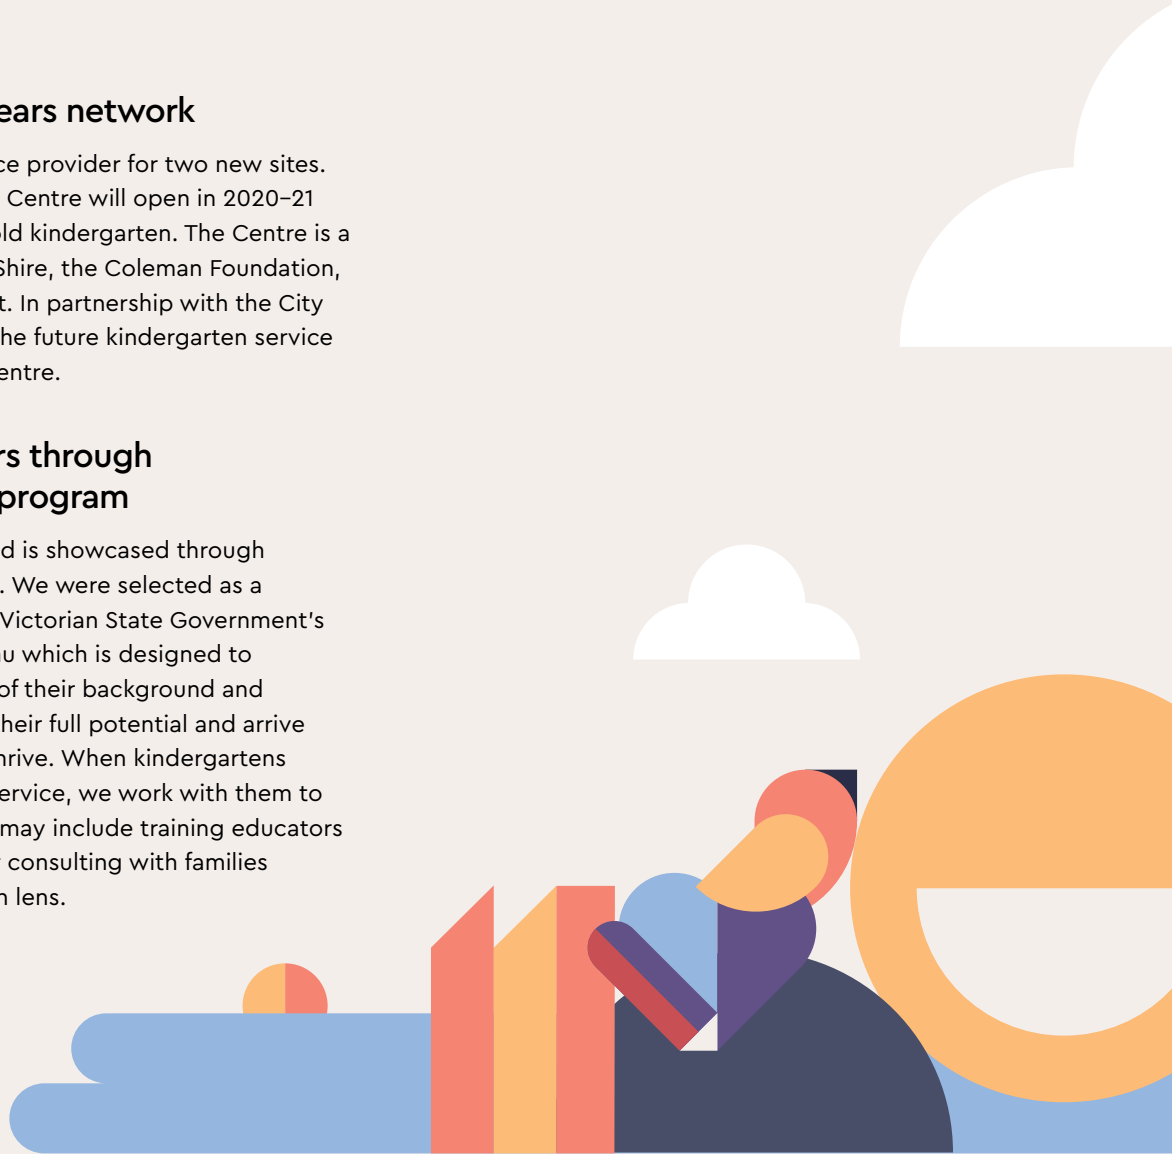 ears network
ce provider for two new sites.
Centre will open in 2020–21
old kindergarten. The Centre is a
Shire, the Coleman Foundation,
t. In partnership with the City
he future kindergarten service
entre.
rs through
program
d is showcased through
. We were selected as a
Victorian State Government’s
u which is designed to
of their background and
heir full potential and arrive
hrive. When kindergartens
ervice, we work with them to
may include training educators
consulting with families
n lens.